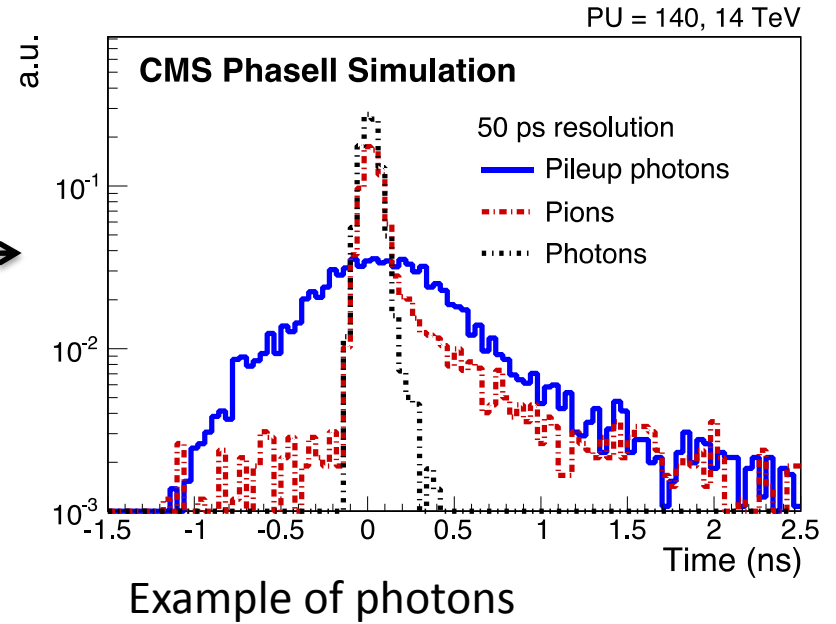 PU = 140, 14 TeV
a.u.
CMS PhaseII Simulation
50 ps resolution
Pileup photons
Pions
Photons
10⁻¹
10⁻²
10⁻³
-1.5 -1 -0.5 0 0.5 1 1.5 2 2.5
Time (ns)
Example of photons